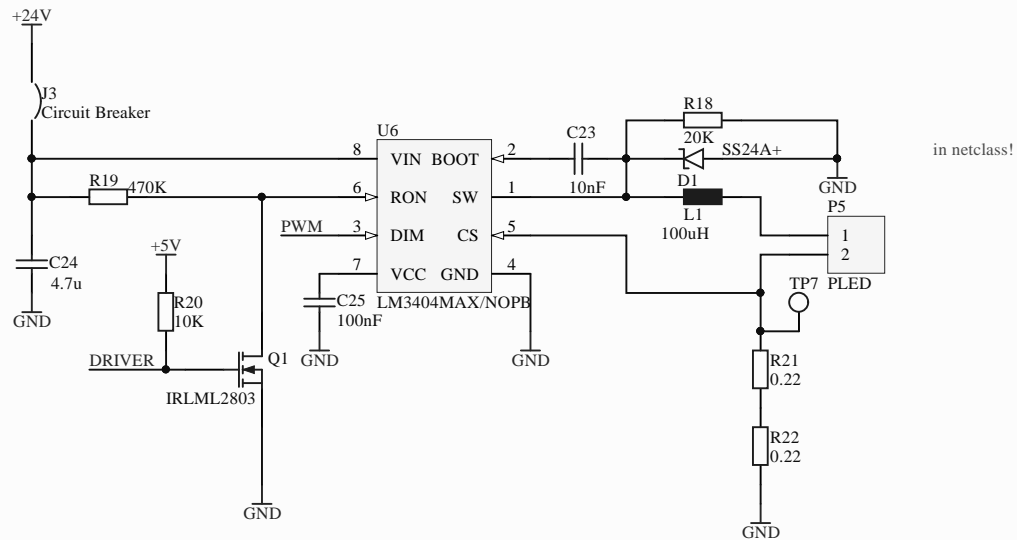 +24V
J3
Circuit Breaker
R19
470K
C24
4.7u
GND
+5V
R20
10K
DRIVER
Q1
IRLML2803
GND
PWM
U6
8
VIN
BOOT
2
6
RON
SW
1
3
DIM
CS
5
7
VCC
GND
4
LM3404MAX/NOPB
C25
100nF
GND
GND
C23
10nF
R18
20K
SS24A+
D1
GND
L1
100uH
P5
1
2
PLED
TP7
R21
0.22
R22
0.22
GND
in netclass!